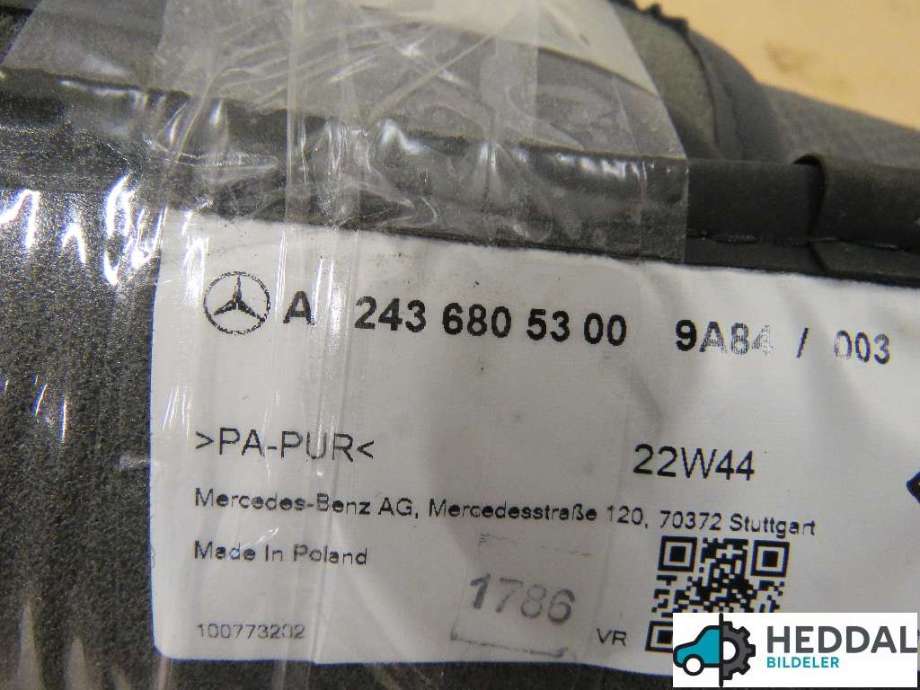 A 243 680 53 00 9A84 / 003
>PA-PUR<
22W44
Mercedes-Benz AG, Mercedesstraße 120, 70372 Stuttgart
Made In Poland
1786
100773202
VR
HEDDAL
BILDELER